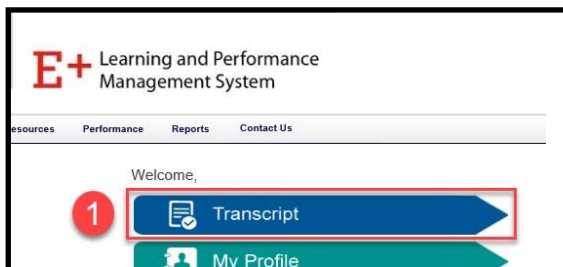 E+ Learning and Performance
Management System
esources Performance Reports Contact Us
Welcome,
1 Transcript
My Profile